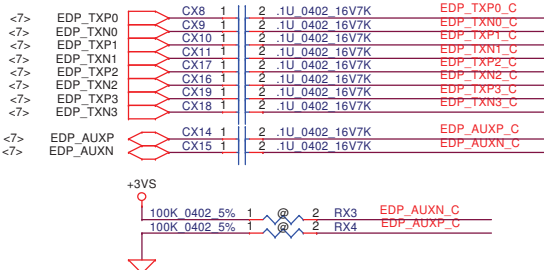 <7> EDP_TXP0 CX8 1 2 .1U_0402_16V7K EDP_TXP0_C
<7> EDP_TXN0 CX9 1 2 .1U_0402_16V7K EDP_TXN0_C
<7> EDP_TXP1 CX10 1 2 .1U_0402_16V7K EDP_TXP1_C
<7> EDP_TXN1 CX11 1 2 .1U_0402_16V7K EDP_TXN1_C
<7> EDP_TXP2 CX17 1 2 .1U_0402_16V7K EDP_TXP2_C
<7> EDP_TXN2 CX16 1 2 .1U_0402_16V7K EDP_TXN2_C
<7> EDP_TXP3 CX19 1 2 .1U_0402_16V7K EDP_TXP3_C
<7> EDP_TXN3 CX18 1 2 .1U_0402_16V7K EDP_TXN3_C
<7> EDP_AUXP CX14 1 2 .1U_0402_16V7K EDP_AUXP_C
<7> EDP_AUXN CX15 1 2 .1U_0402_16V7K EDP_AUXN_C
+3VS
100K_0402_5% 1 @ 2 RX3 EDP_AUXN_C
100K_0402_5% 1 @ 2 RX4 EDP_AUXP_C